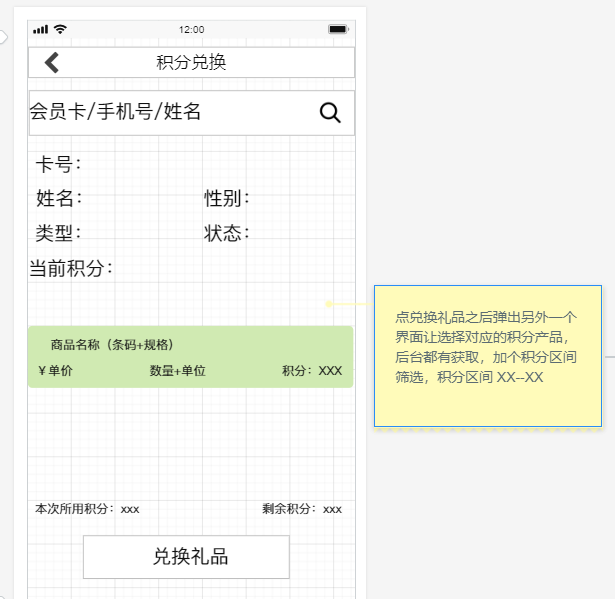 12:00
积分兑换
会员卡/手机号/姓名
卡号：
姓名： 性别：
类型： 状态：
当前积分：
点兑换礼品之后弹出另外一个
界面让选择对应的积分产品，
后台都有获取，加个积分区间
筛选，积分区间 XX--XX
商品名称（条码+规格）
￥单价 数量+单位 积分：XXX
本次所用积分：xxx 剩余积分：xxx
兑换礼品